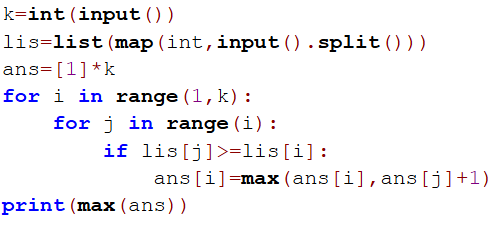 k=int(input())
lis=list(map(int,input().split()))
ans=[1]*k
for i in range(1,k):
    for j in range(i):
        if lis[j]>=lis[i]:
            ans[i]=max(ans[i],ans[j]+1)
print(max(ans))